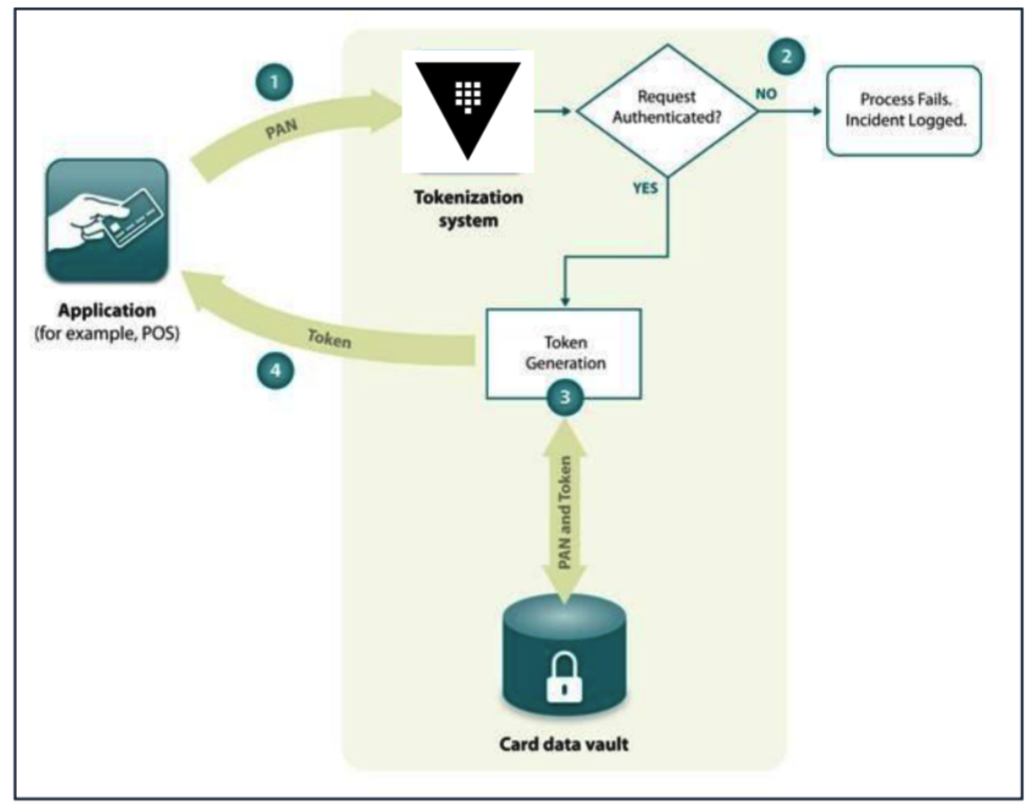 1
PAN
Tokenization
system
Request
Authenticated?
2
NO
Process Fails.
Incident Logged.
YES
Application
(for example, POS)
Token
4
Token
Generation
3
PAN and Token
Card data vault